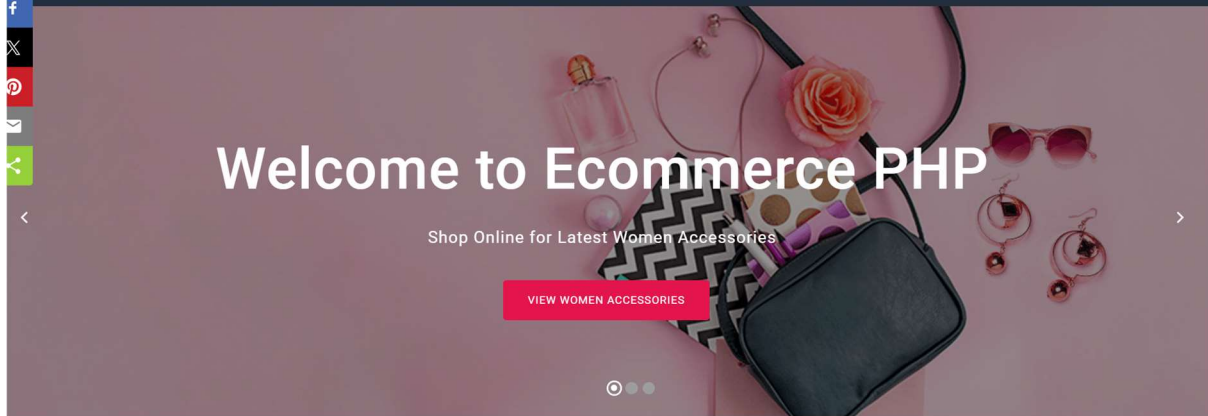 Welcome to Ecommerce PHP
Shop Online for Latest Women Accessories
VIEW WOMEN ACCESSORIES